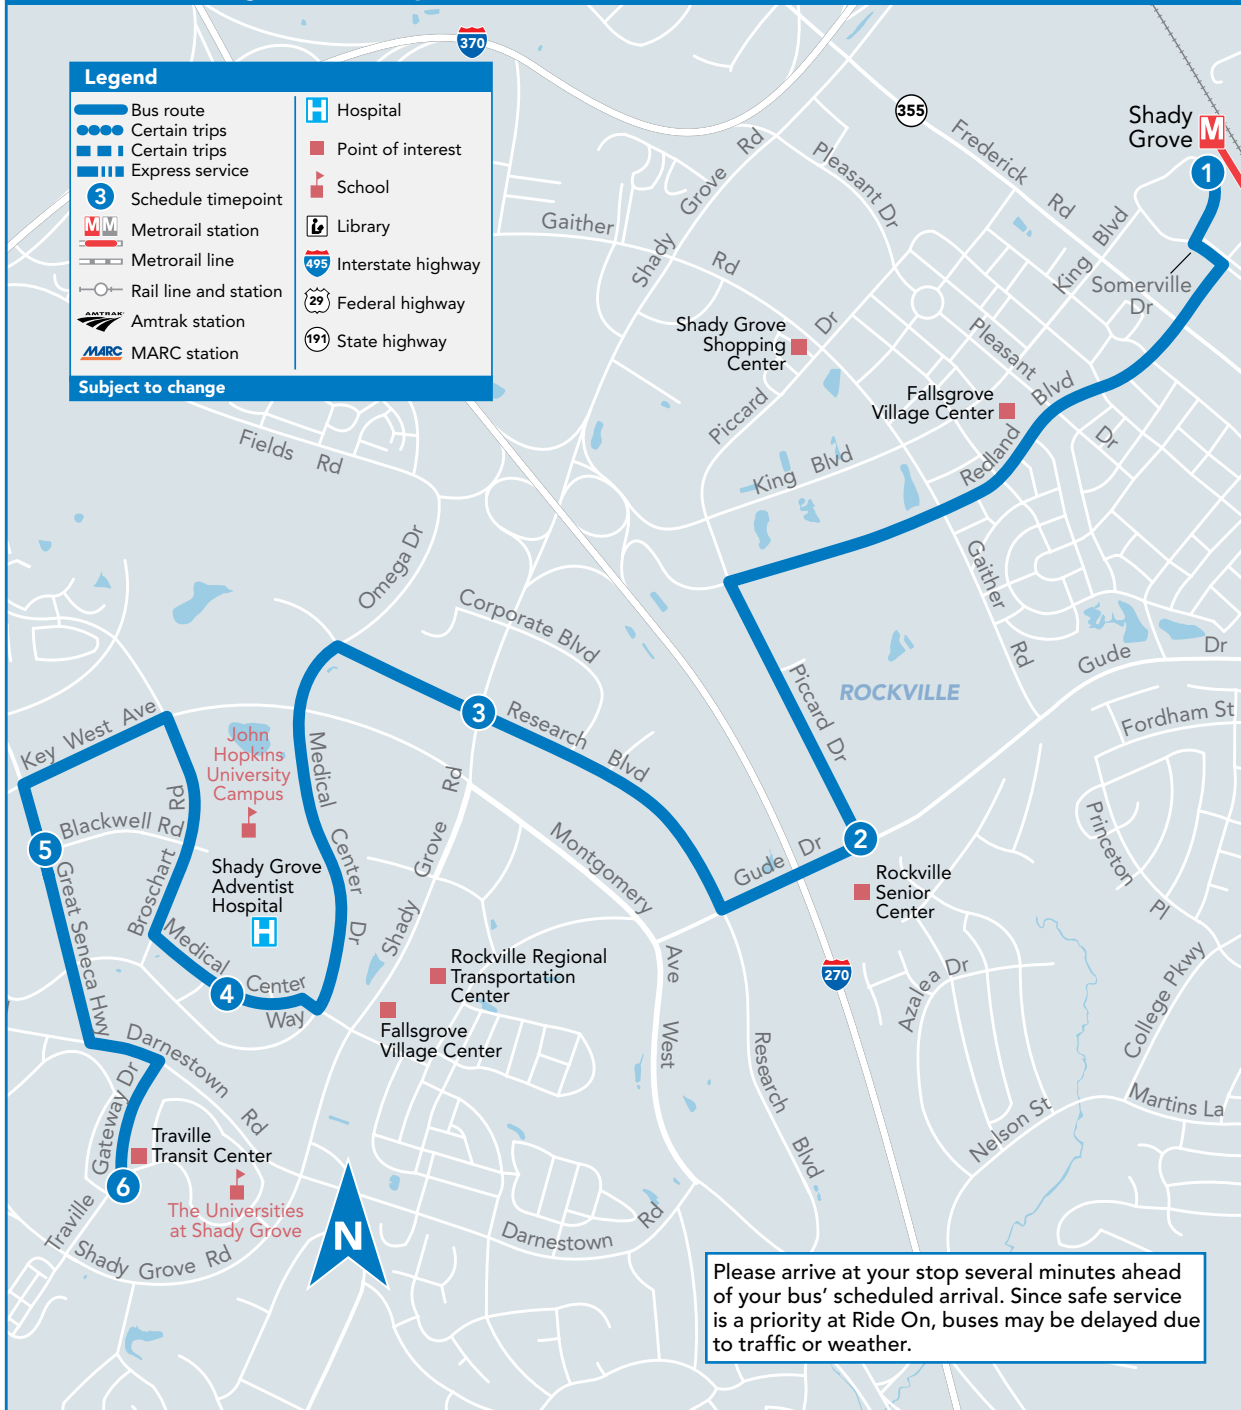 Legend
Bus route
Certain trips
Certain trips
Express service
3
Schedule timepoint
M M
Metrorail station
Metrorail line
Rail line and station
AMTRAK
Amtrak station
MARC
MARC station
H
Hospital
Point of interest
School
Library
495
Interstate highway
29
Federal highway
191
State highway
Subject to change
370
355
Shady
Grove
M
1
Frederick
Rd
Pleasant Dr
Shady
Grove
Rd
Gaither
Rd
King
Blvd
Somerville
Dr
Shady Grove
Shopping
Center
Piccard
Dr
Pleasant
Dr
Fallsgrove
Village Center
Redland
Blvd
King Blvd
Fields Rd
Omega Dr
Gaither
Rd
Corporate Blvd
Gude
Dr
Piccard Dr
ROCKVILLE
Fordham St
Key West Ave
John
Hopkins
University
Campus
3
Research
Blvd
Medical
Center
Dr
Blackwell Rd
5
Broschart
Rd
Shady
Grove
Rd
Montgomery
Ave
West
Gude Dr
2
Rockville
Senior
Center
Princeton
Pl
Shady Grove
Adventist
Hospital
H
Great Seneca Hwy
Medical
Center
Way
4
Rockville Regional
Transportation
Center
270
Azalea Dr
College Pkwy
Fallsgrove
Village Center
Research
Blvd
Darnestown
Rd
Gateway Dr
Traville
Martins La
Nelson St
Traville
Transit Center
6
The Universities
at Shady Grove
Shady Grove Rd
N
Darnestown
Rd
Please arrive at your stop several minutes ahead
of your bus’ scheduled arrival. Since safe service
is a priority at Ride On, buses may be delayed due
to traffic or weather.